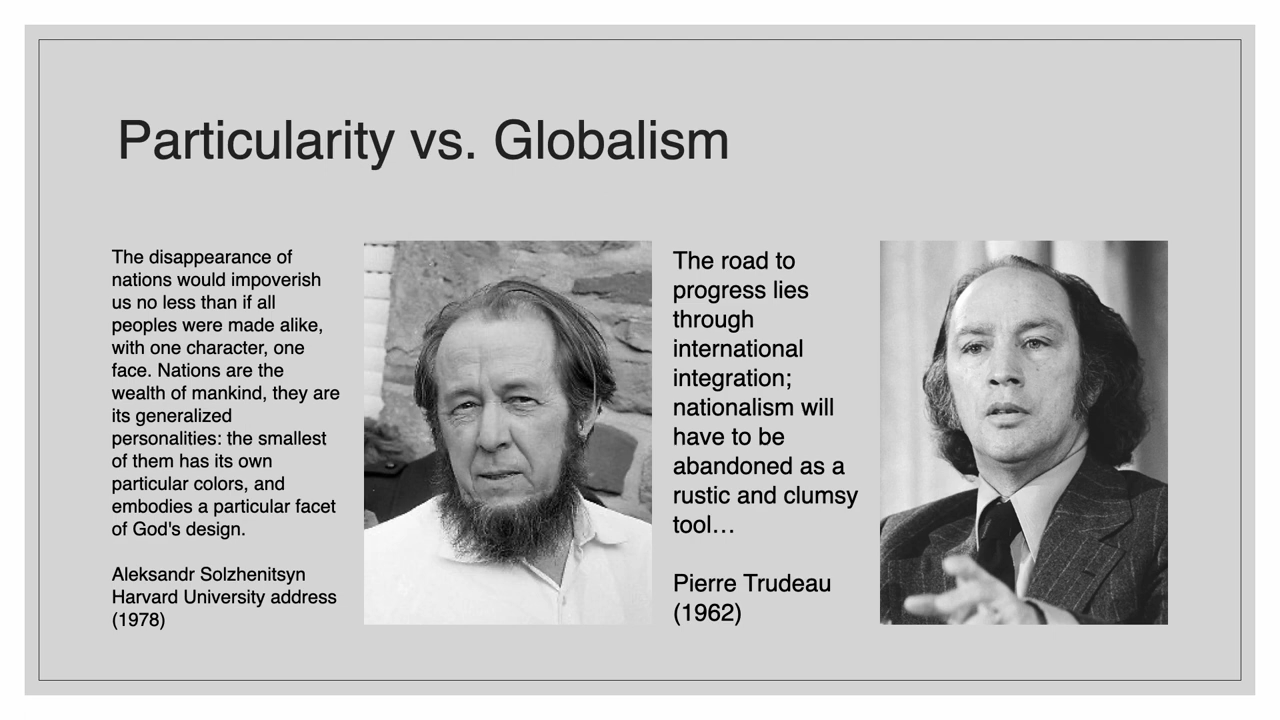 Particularity vs. Globalism
The disappearance of
nations would impoverish
us no less than if all
peoples were made alike,
with one character, one
face. Nations are the
wealth of mankind, they are
its generalized
personalities: the smallest
of them has its own
particular colors, and
embodies a particular facet
of God's design.
Aleksandr Solzhenitsyn
Harvard University address
(1978)
The road to
progress lies
through
international
integration;
nationalism will
have to be
abandoned as a
rustic and clumsy
tool…
Pierre Trudeau
(1962)